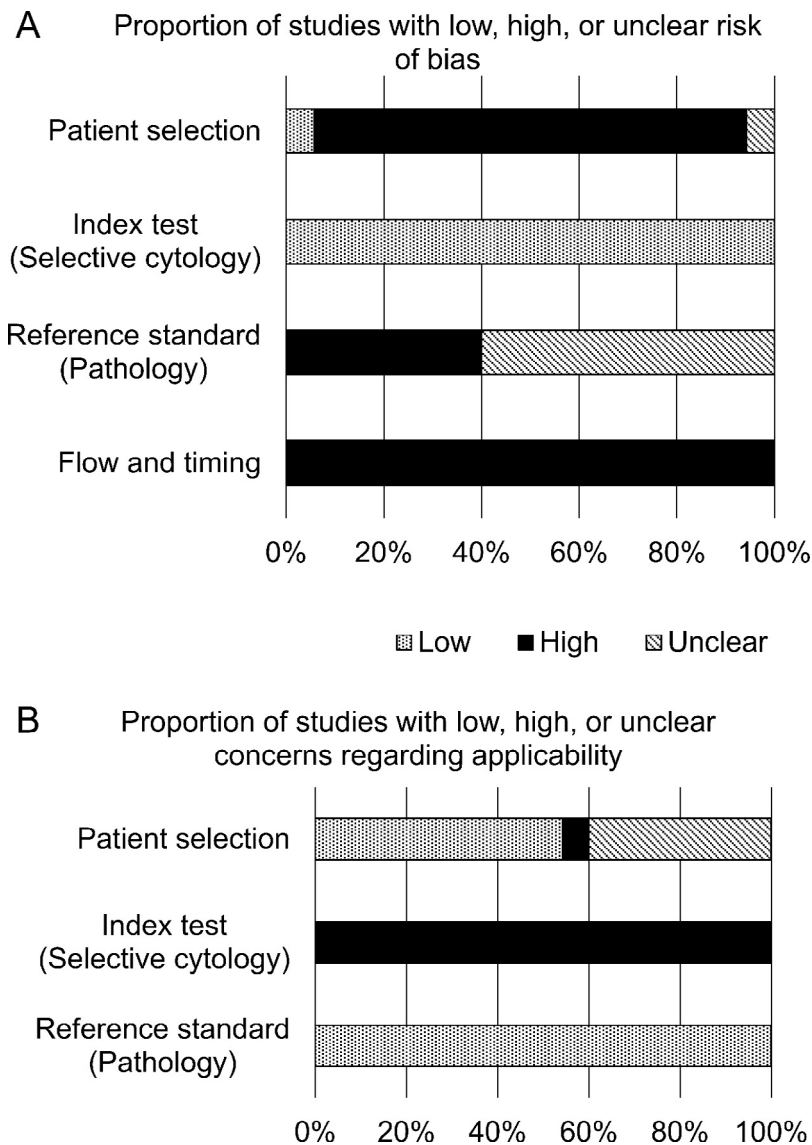 A
Proportion of studies with low, high, or unclear risk
of bias
Patient selection
Index test
(Selective cytology)
Reference standard
(Pathology)
Flow and timing
0% 20% 40% 60% 80% 100%
Low High Unclear
B
Proportion of studies with low, high, or unclear
concerns regarding applicability
Patient selection
Index test
(Selective cytology)
Reference standard
(Pathology)
0% 20% 40% 60% 80% 100%